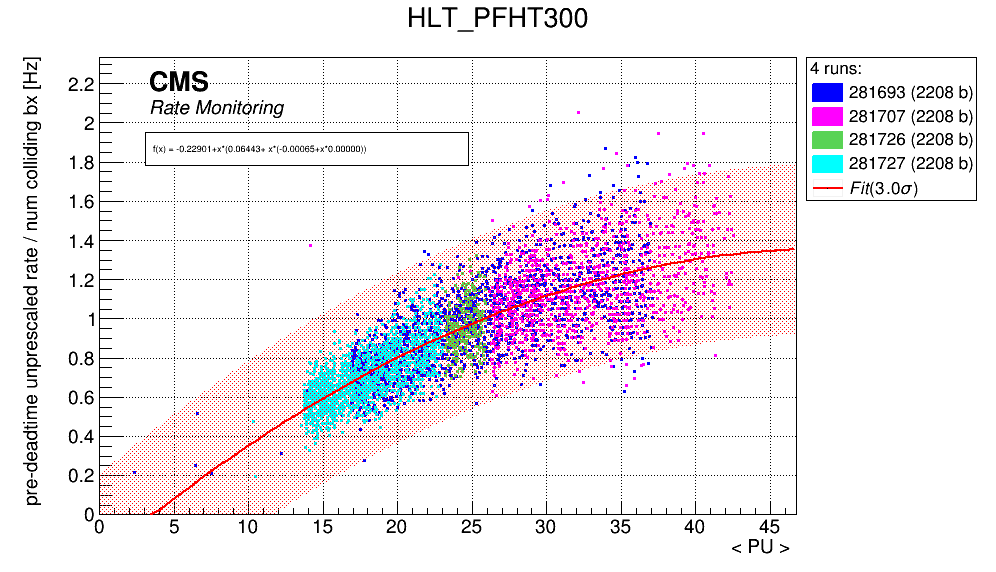 HLT_PFHT300
pre-deadtime unprescaled rate / num colliding bx [Hz]
CMS
Rate Monitoring
f(x) = -0.22901+x*(0.06443+ x*(-0.00065+x*0.00000))
2.2
2
1.8
1.6
1.4
1.2
1
0.8
0.6
0.4
0.2
0
0 5 10 15 20 25 30 35 40 45
< PU >
4 runs:
281693 (2208 b)
281707 (2208 b)
281726 (2208 b)
281727 (2208 b)
Fit(3.0σ)